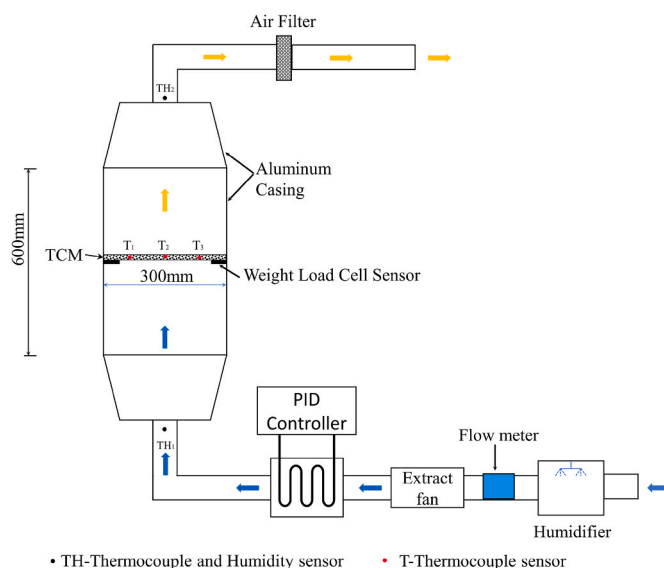 Air Filter
TH₂
Aluminum
Casing
600mm
T₁ T₂ T₃
TCM
Weight Load Cell Sensor
300mm
PID
Controller
TH₁
Flow meter
Extract
fan
Humidifier
• TH-Thermocouple and Humidity sensor • T-Thermocouple sensor